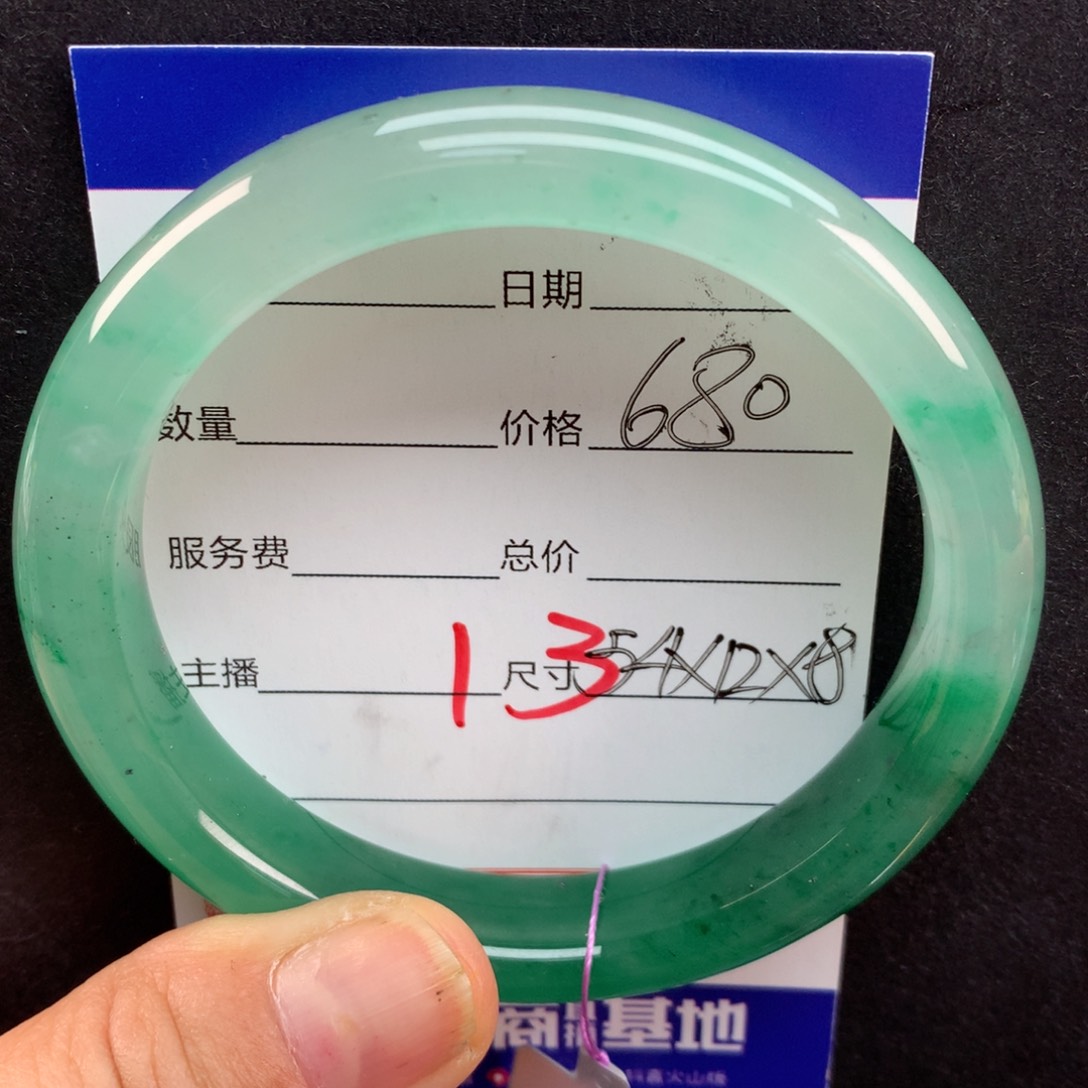 日期
数量 价格 680
服务费 总价
主播 13 尺寸 54X12X8
商 基地